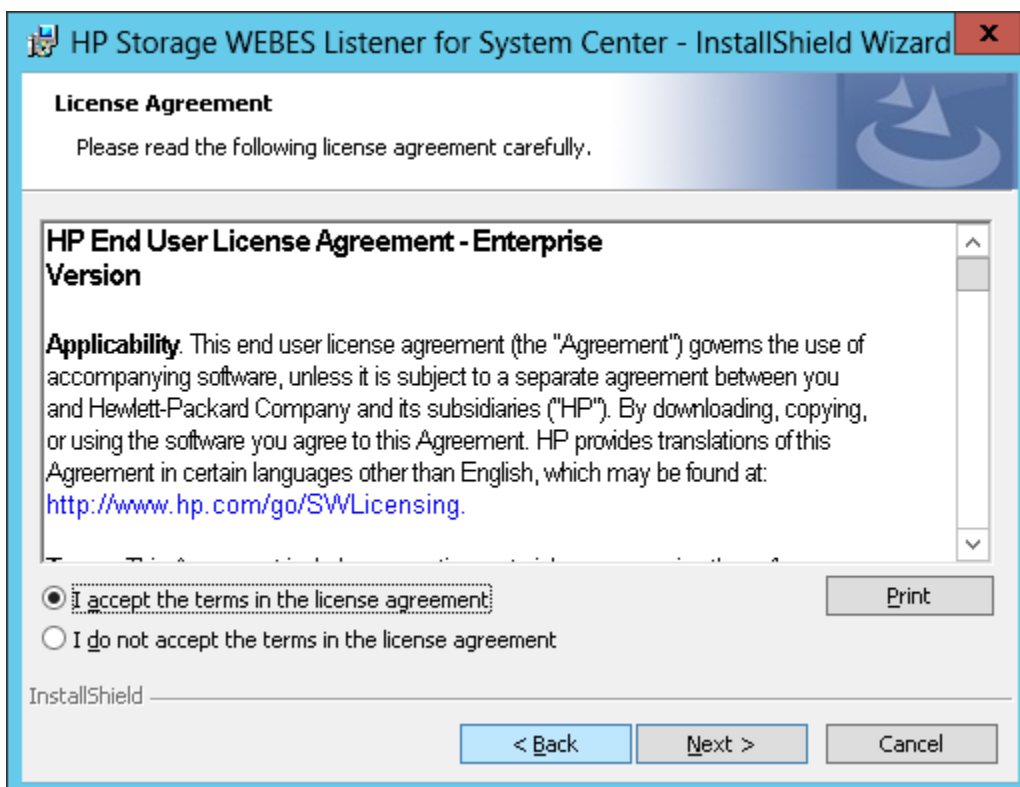 HP Storage WEBES Listener for System Center - InstallShield Wizard
License Agreement
Please read the following license agreement carefully.
HP End User License Agreement - Enterprise
Version
Applicability. This end user license agreement (the "Agreement") governs the use of
accompanying software, unless it is subject to a separate agreement between you
and Hewlett-Packard Company and its subsidiaries ("HP"). By downloading, copying,
or using the software you agree to this Agreement. HP provides translations of this
Agreement in certain languages other than English, which may be found at:
http://www.hp.com/go/SWLicensing.
I accept the terms in the license agreement
Print
I do not accept the terms in the license agreement
InstallShield
< Back
Next >
Cancel